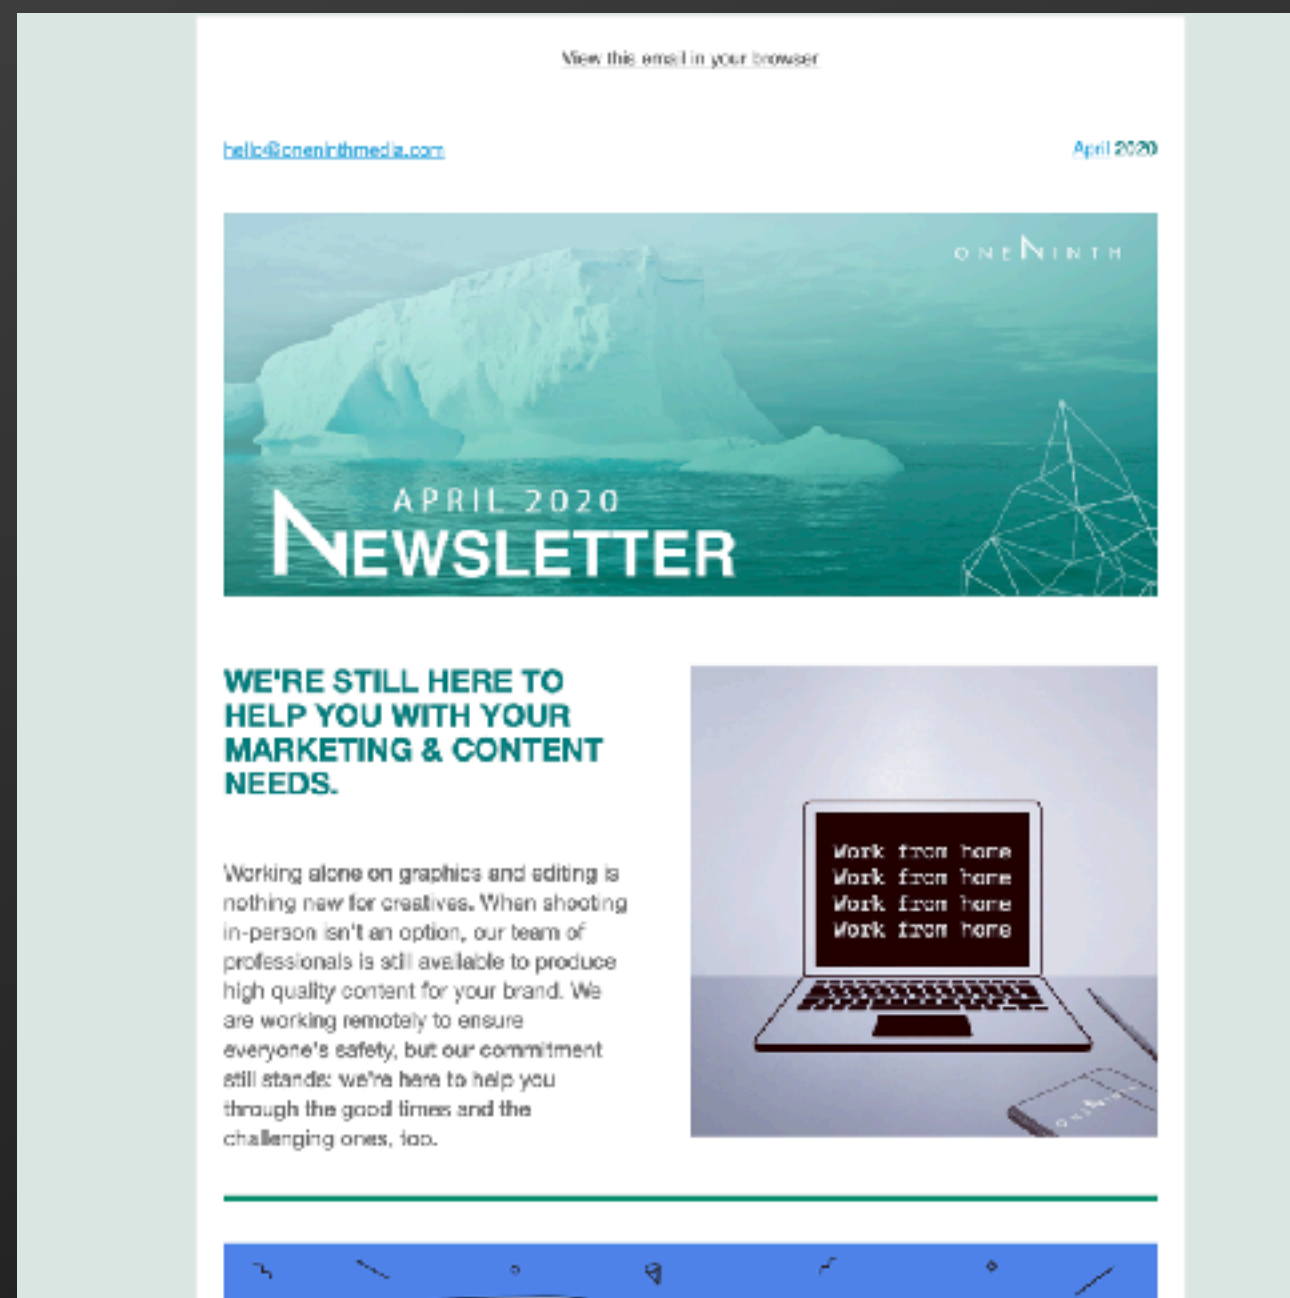 View this email in your browser
hello@oneninthmedia.com
April 2020
ONENINTH
APRIL 2020
NEWSLETTER
WE'RE STILL HERE TO
HELP YOU WITH YOUR
MARKETING & CONTENT
NEEDS.
Working alone on graphics and editing is
nothing new for creatives. When shooting
in-person isn't an option, our team of
professionals is still available to produce
high quality content for your brand. We
are working remotely to ensure
everyone's safety, but our commitment
still stands: we're here to help you
through the good times and the
challenging ones, too.
Work from home
Work from home
Work from home
Work from home
ONENINTH